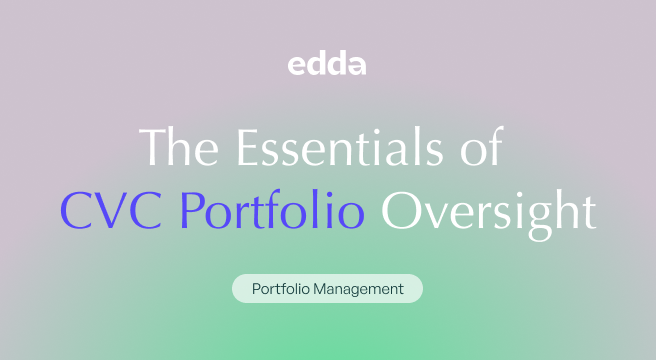 edda
The Essentials of
CVC Portfolio Oversight
Portfolio Management